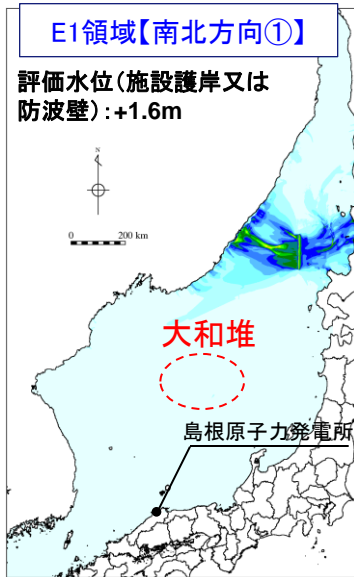 E1領域【南北方向①】
評価水位(施設護岸又は
防波壁):+1.6m
N
0 200 km
大和堆
島根原子力発電所